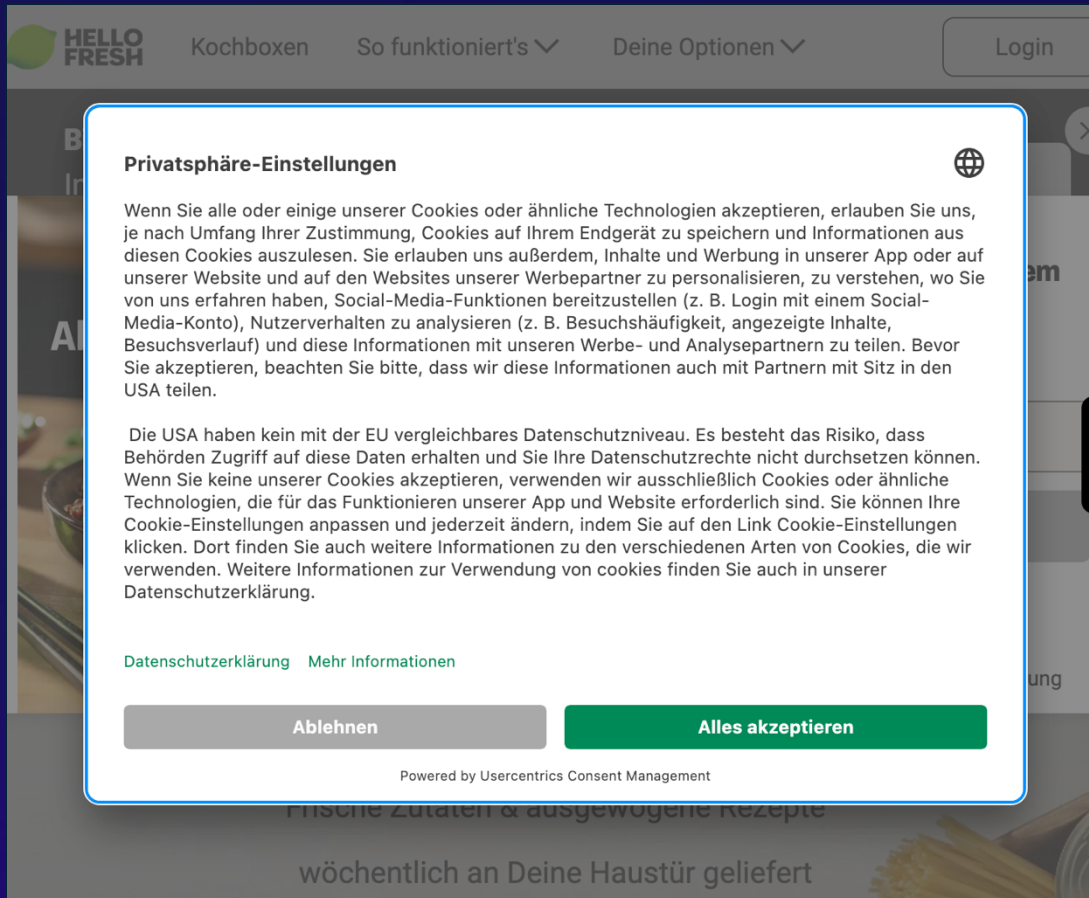 HELLO
FRESH
Kochboxen
So funktioniert's
Deine Optionen
Login
Privatsphäre-Einstellungen
Wenn Sie alle oder einige unserer Cookies oder ähnliche Technologien akzeptieren, erlauben Sie uns,
je nach Umfang Ihrer Zustimmung, Cookies auf Ihrem Endgerät zu speichern und Informationen aus
diesen Cookies auszulesen. Sie erlauben uns außerdem, Inhalte und Werbung in unserer App oder auf
unserer Website und auf den Websites unserer Werbepartner zu personalisieren, zu verstehen, wo Sie
von uns erfahren haben, Social-Media-Funktionen bereitzustellen (z. B. Login mit einem Social-
Media-Konto), Nutzerverhalten zu analysieren (z. B. Besuchshäufigkeit, angezeigte Inhalte,
Besuchsverlauf) und diese Informationen mit unseren Werbe- und Analysepartnern zu teilen. Bevor
Sie akzeptieren, beachten Sie bitte, dass wir diese Informationen auch mit Partnern mit Sitz in den
USA teilen.
Die USA haben kein mit der EU vergleichbares Datenschutzniveau. Es besteht das Risiko, dass
Behörden Zugriff auf diese Daten erhalten und Sie Ihre Datenschutzrechte nicht durchsetzen können.
Wenn Sie keine unserer Cookies akzeptieren, verwenden wir ausschließlich Cookies oder ähnliche
Technologien, die für das Funktionieren unserer App und Website erforderlich sind. Sie können Ihre
Cookie-Einstellungen anpassen und jederzeit ändern, indem Sie auf den Link Cookie-Einstellungen
klicken. Dort finden Sie auch weitere Informationen zu den verschiedenen Arten von Cookies, die wir
verwenden. Weitere Informationen zur Verwendung von cookies finden Sie auch in unserer
Datenschutzerklärung.
Datenschutzerklärung
Mehr Informationen
Ablehnen
Alles akzeptieren
Powered by Usercentrics Consent Management
Frische Zutaten & ausgewogene Rezepte
wöchentlich an Deine Haustür geliefert